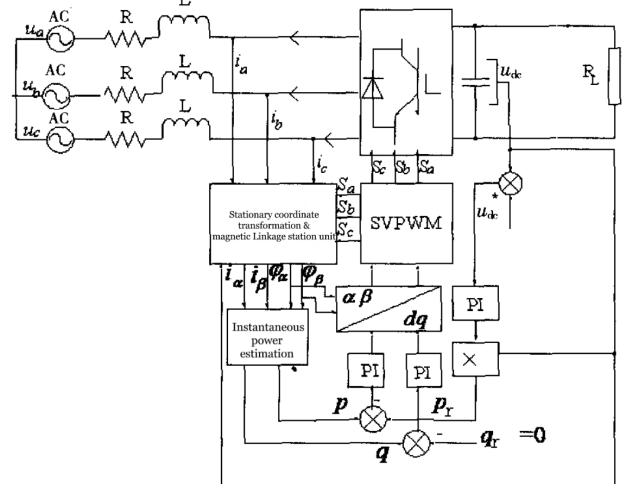 AC
L
R
u_a
AC
R
L
u_b
AC
R
L
u_c
i_a
i_b
i_c
u_dc
R_L
S_c S_b S_a
S_a
S_b
S_c
Stationary coordinate
transformation &
magnetic Linkage station unit
SVPWM
u*_dc
i_α i_β φ_α φ_β
αβ
dq
PI
Instantaneous
power
estimation
PI
PI
×
p
-
p_r
q
-
q_r =0